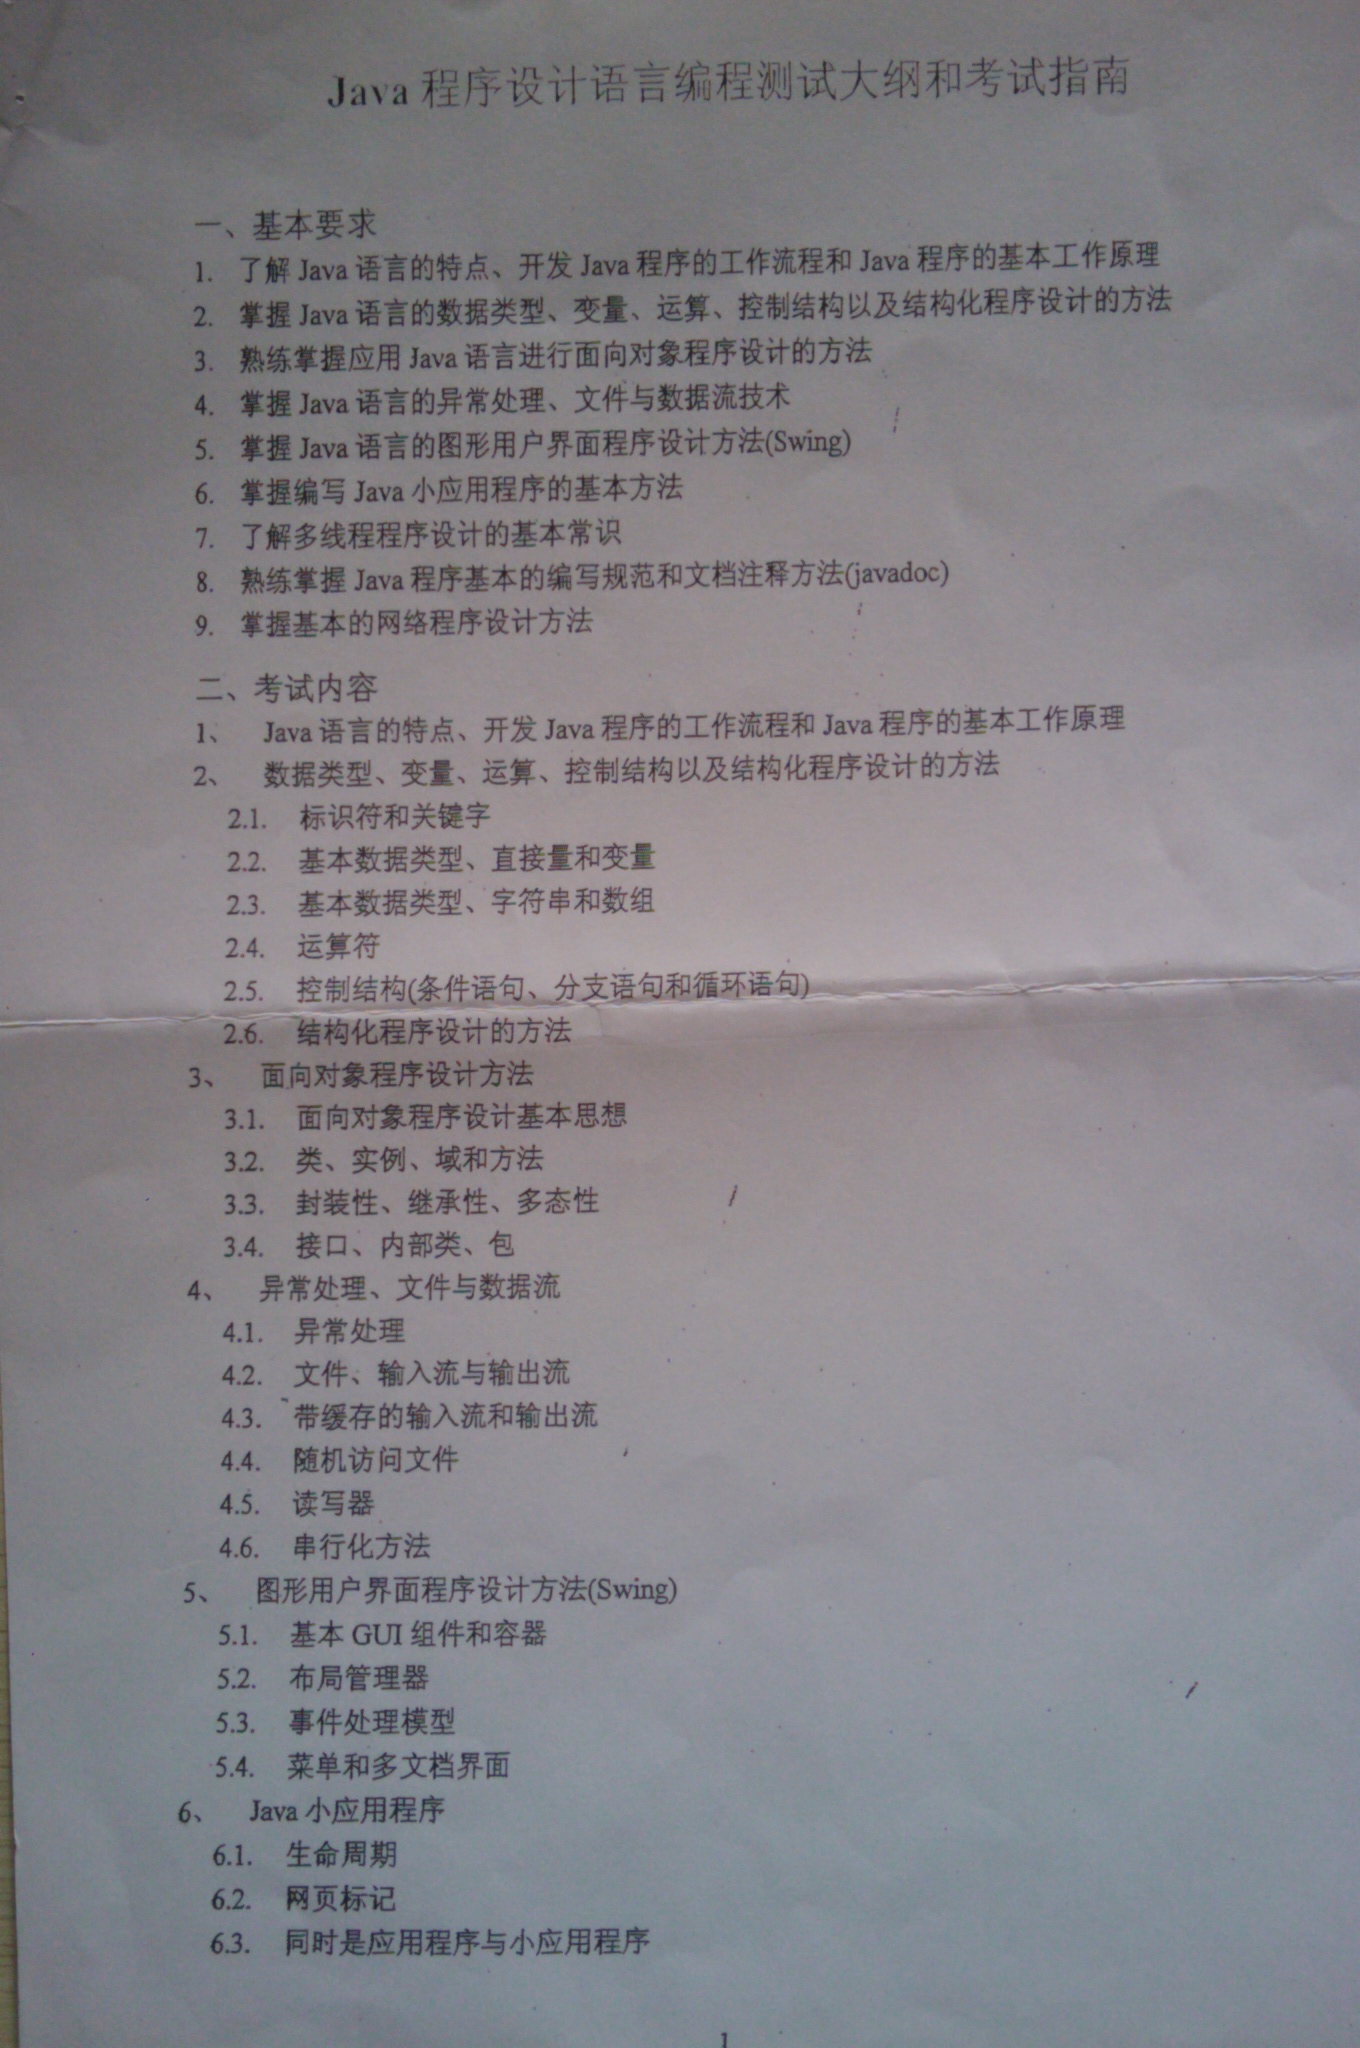 Java 程序设计语言编程测试大纲和考试指南
一、基本要求
1. 了解 Java 语言的特点、开发 Java 程序的工作流程和 Java 程序的基本工作原理
2. 掌握 Java 语言的数据类型、变量、运算、控制结构以及结构化程序设计的方法
3. 熟练掌握应用 Java 语言进行面向对象程序设计的方法
4. 掌握 Java 语言的异常处理、文件与数据流技术
5. 掌握 Java 语言的图形用户界面程序设计方法(Swing)
6. 掌握编写 Java 小应用程序的基本方法
7. 了解多线程程序设计的基本常识
8. 熟练掌握 Java 程序基本的编写规范和文档注释方法(javadoc)
9. 掌握基本的网络程序设计方法
二、考试内容
1、 Java 语言的特点、开发 Java 程序的工作流程和 Java 程序的基本工作原理
2、 数据类型、变量、运算、控制结构以及结构化程序设计的方法
2.1. 标识符和关键字
2.2. 基本数据类型、直接量和变量
2.3. 基本数据类型、字符串和数组
2.4. 运算符
2.5. 控制结构(条件语句、分支语句和循环语句)
2.6. 结构化程序设计的方法
3、 面向对象程序设计方法
3.1. 面向对象程序设计基本思想
3.2. 类、实例、域和方法
3.3. 封装性、继承性、多态性
3.4. 接口、内部类、包
4、 异常处理、文件与数据流
4.1. 异常处理
4.2. 文件、输入流与输出流
4.3. 带缓存的输入流和输出流
4.4. 随机访问文件
4.5. 读写器
4.6. 串行化方法
5、 图形用户界面程序设计方法(Swing)
5.1. 基本 GUI 组件和容器
5.2. 布局管理器
5.3. 事件处理模型
5.4. 菜单和多文档界面
6、 Java 小应用程序
6.1. 生命周期
6.2. 网页标记
6.3. 同时是应用程序与小应用程序
1